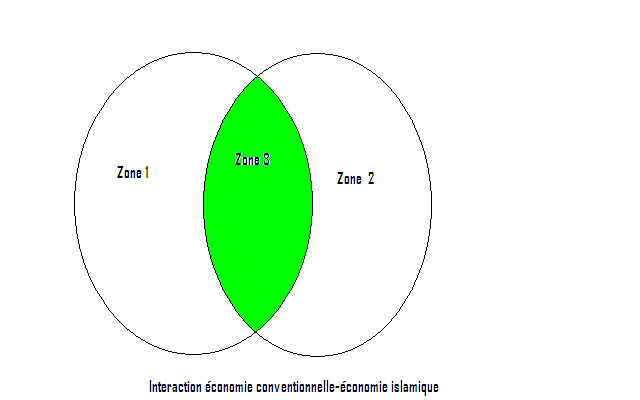 Zone 1
Zone 3
Zone 2
Interaction économie conventionnelle-économie islamique